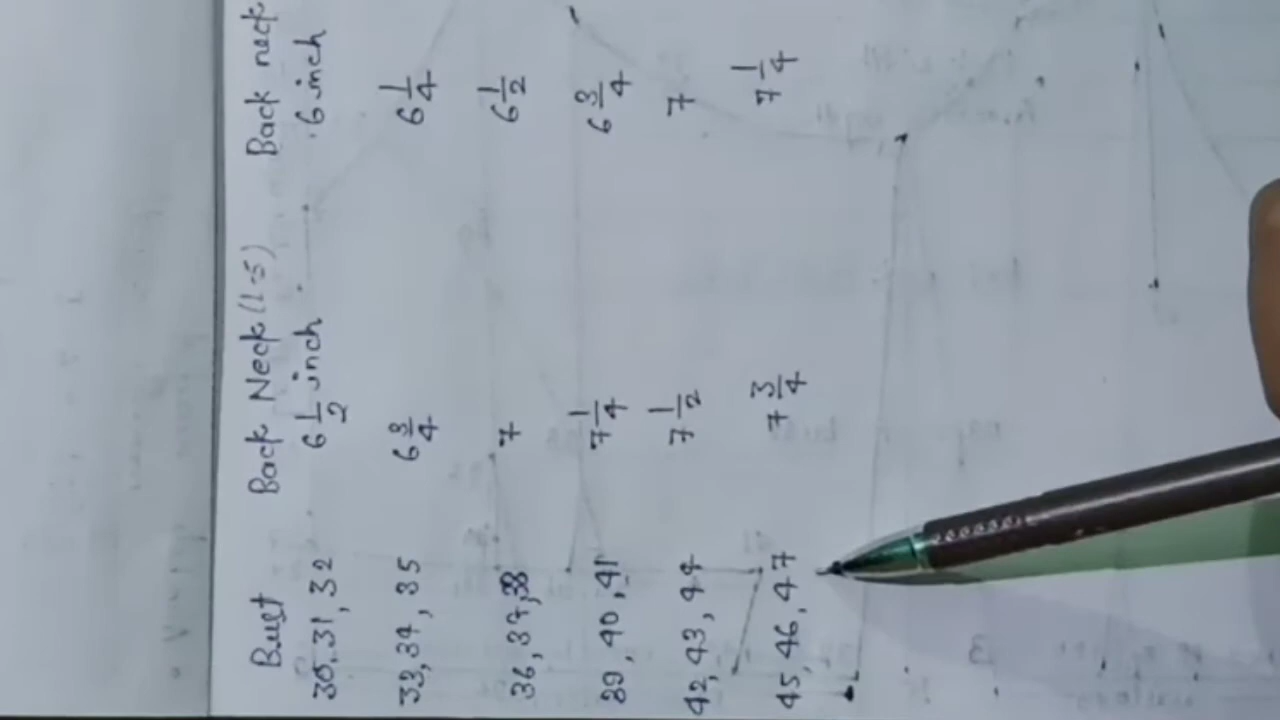 Bust Back Neck (1-5) Back neck
30, 31, 32 6 1/2 inch 6 inch
33, 34, 35 6 3/4 6 1/4
36, 37, 38 7 6 1/2
39, 40, 41 7 1/4 6 3/4
42, 43, 44 7 1/2 7
45, 46, 47 7 3/4 7 1/4